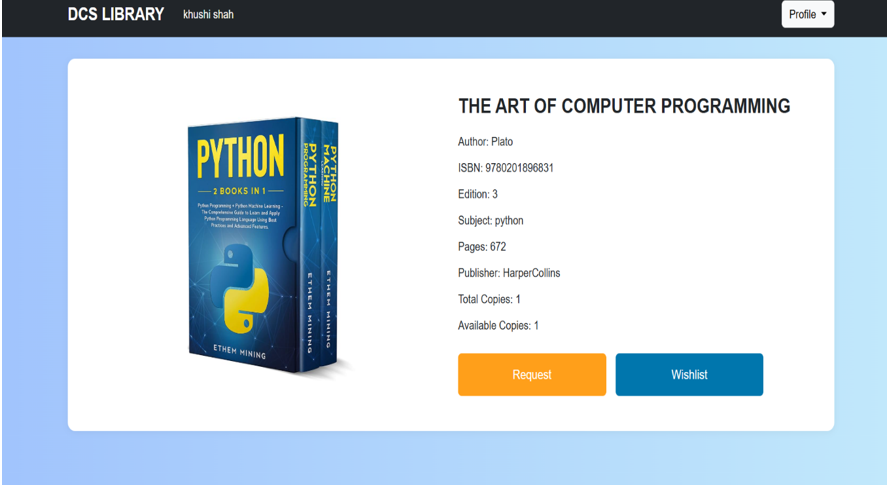 DCS LIBRARY khushi shah Profile
PYTHON
2 BOOKS IN 1
Python Programming + Python Machine Learning -
The Comprehensive Guide to Learn and Apply
Python Programming Language Using Best
Practices and Advanced Features.
ETHEM MINING
PYTHON
PROGRAMMING
ETHEM MINING
PYTHON
MACHINE
ETHEM MINING
THE ART OF COMPUTER PROGRAMMING
Author: Plato
ISBN: 9780201896831
Edition: 3
Subject: python
Pages: 672
Publisher: HarperCollins
Total Copies: 1
Available Copies: 1
Request Wishlist